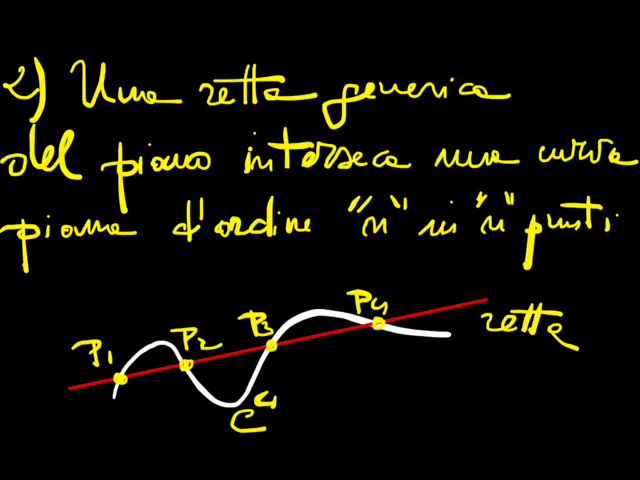 2) Una retta generica
del piano interseca una curva
piana d'ordine "n" in "n" punti
P1 P2 P3 P4 retta
C4